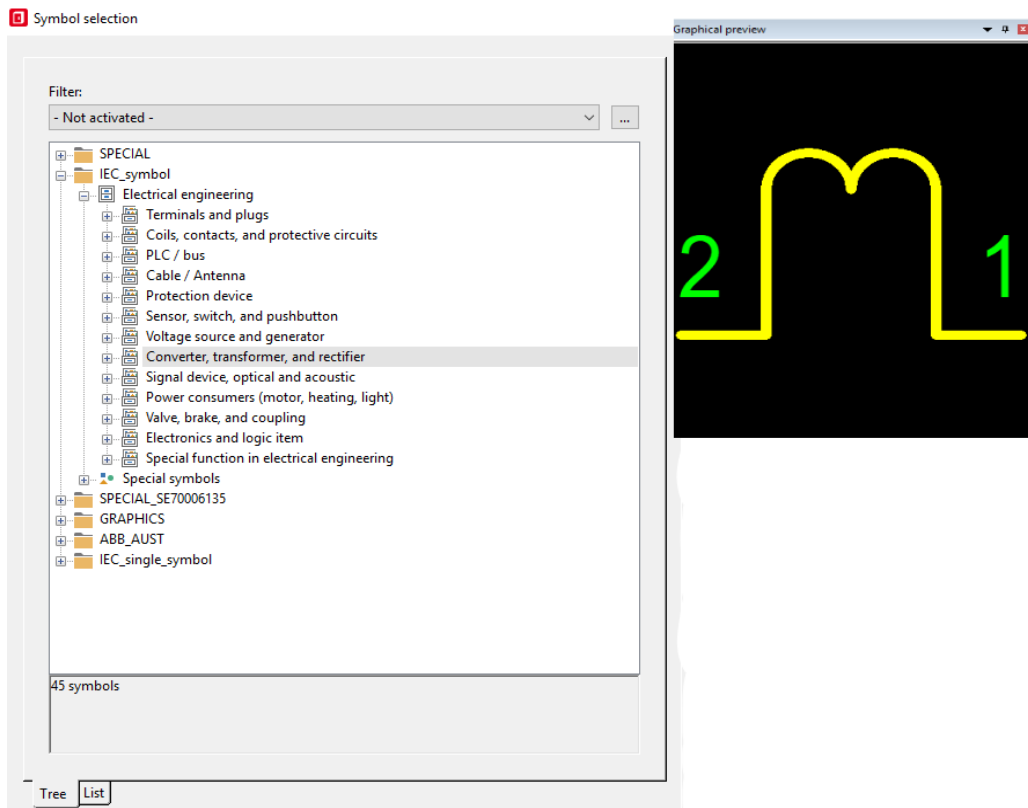 Symbol selection
Filter:
- Not activated -
...
SPECIAL
IEC_symbol
Electrical engineering
Terminals and plugs
Coils, contacts, and protective circuits
PLC / bus
Cable / Antenna
Protection device
Sensor, switch, and pushbutton
Voltage source and generator
Converter, transformer, and rectifier
Signal device, optical and acoustic
Power consumers (motor, heating, light)
Valve, brake, and coupling
Electronics and logic item
Special function in electrical engineering
Special symbols
SPECIAL_SE70006135
GRAPHICS
ABB_AUST
IEC_single_symbol
45 symbols
Tree List
Graphical preview
2 1